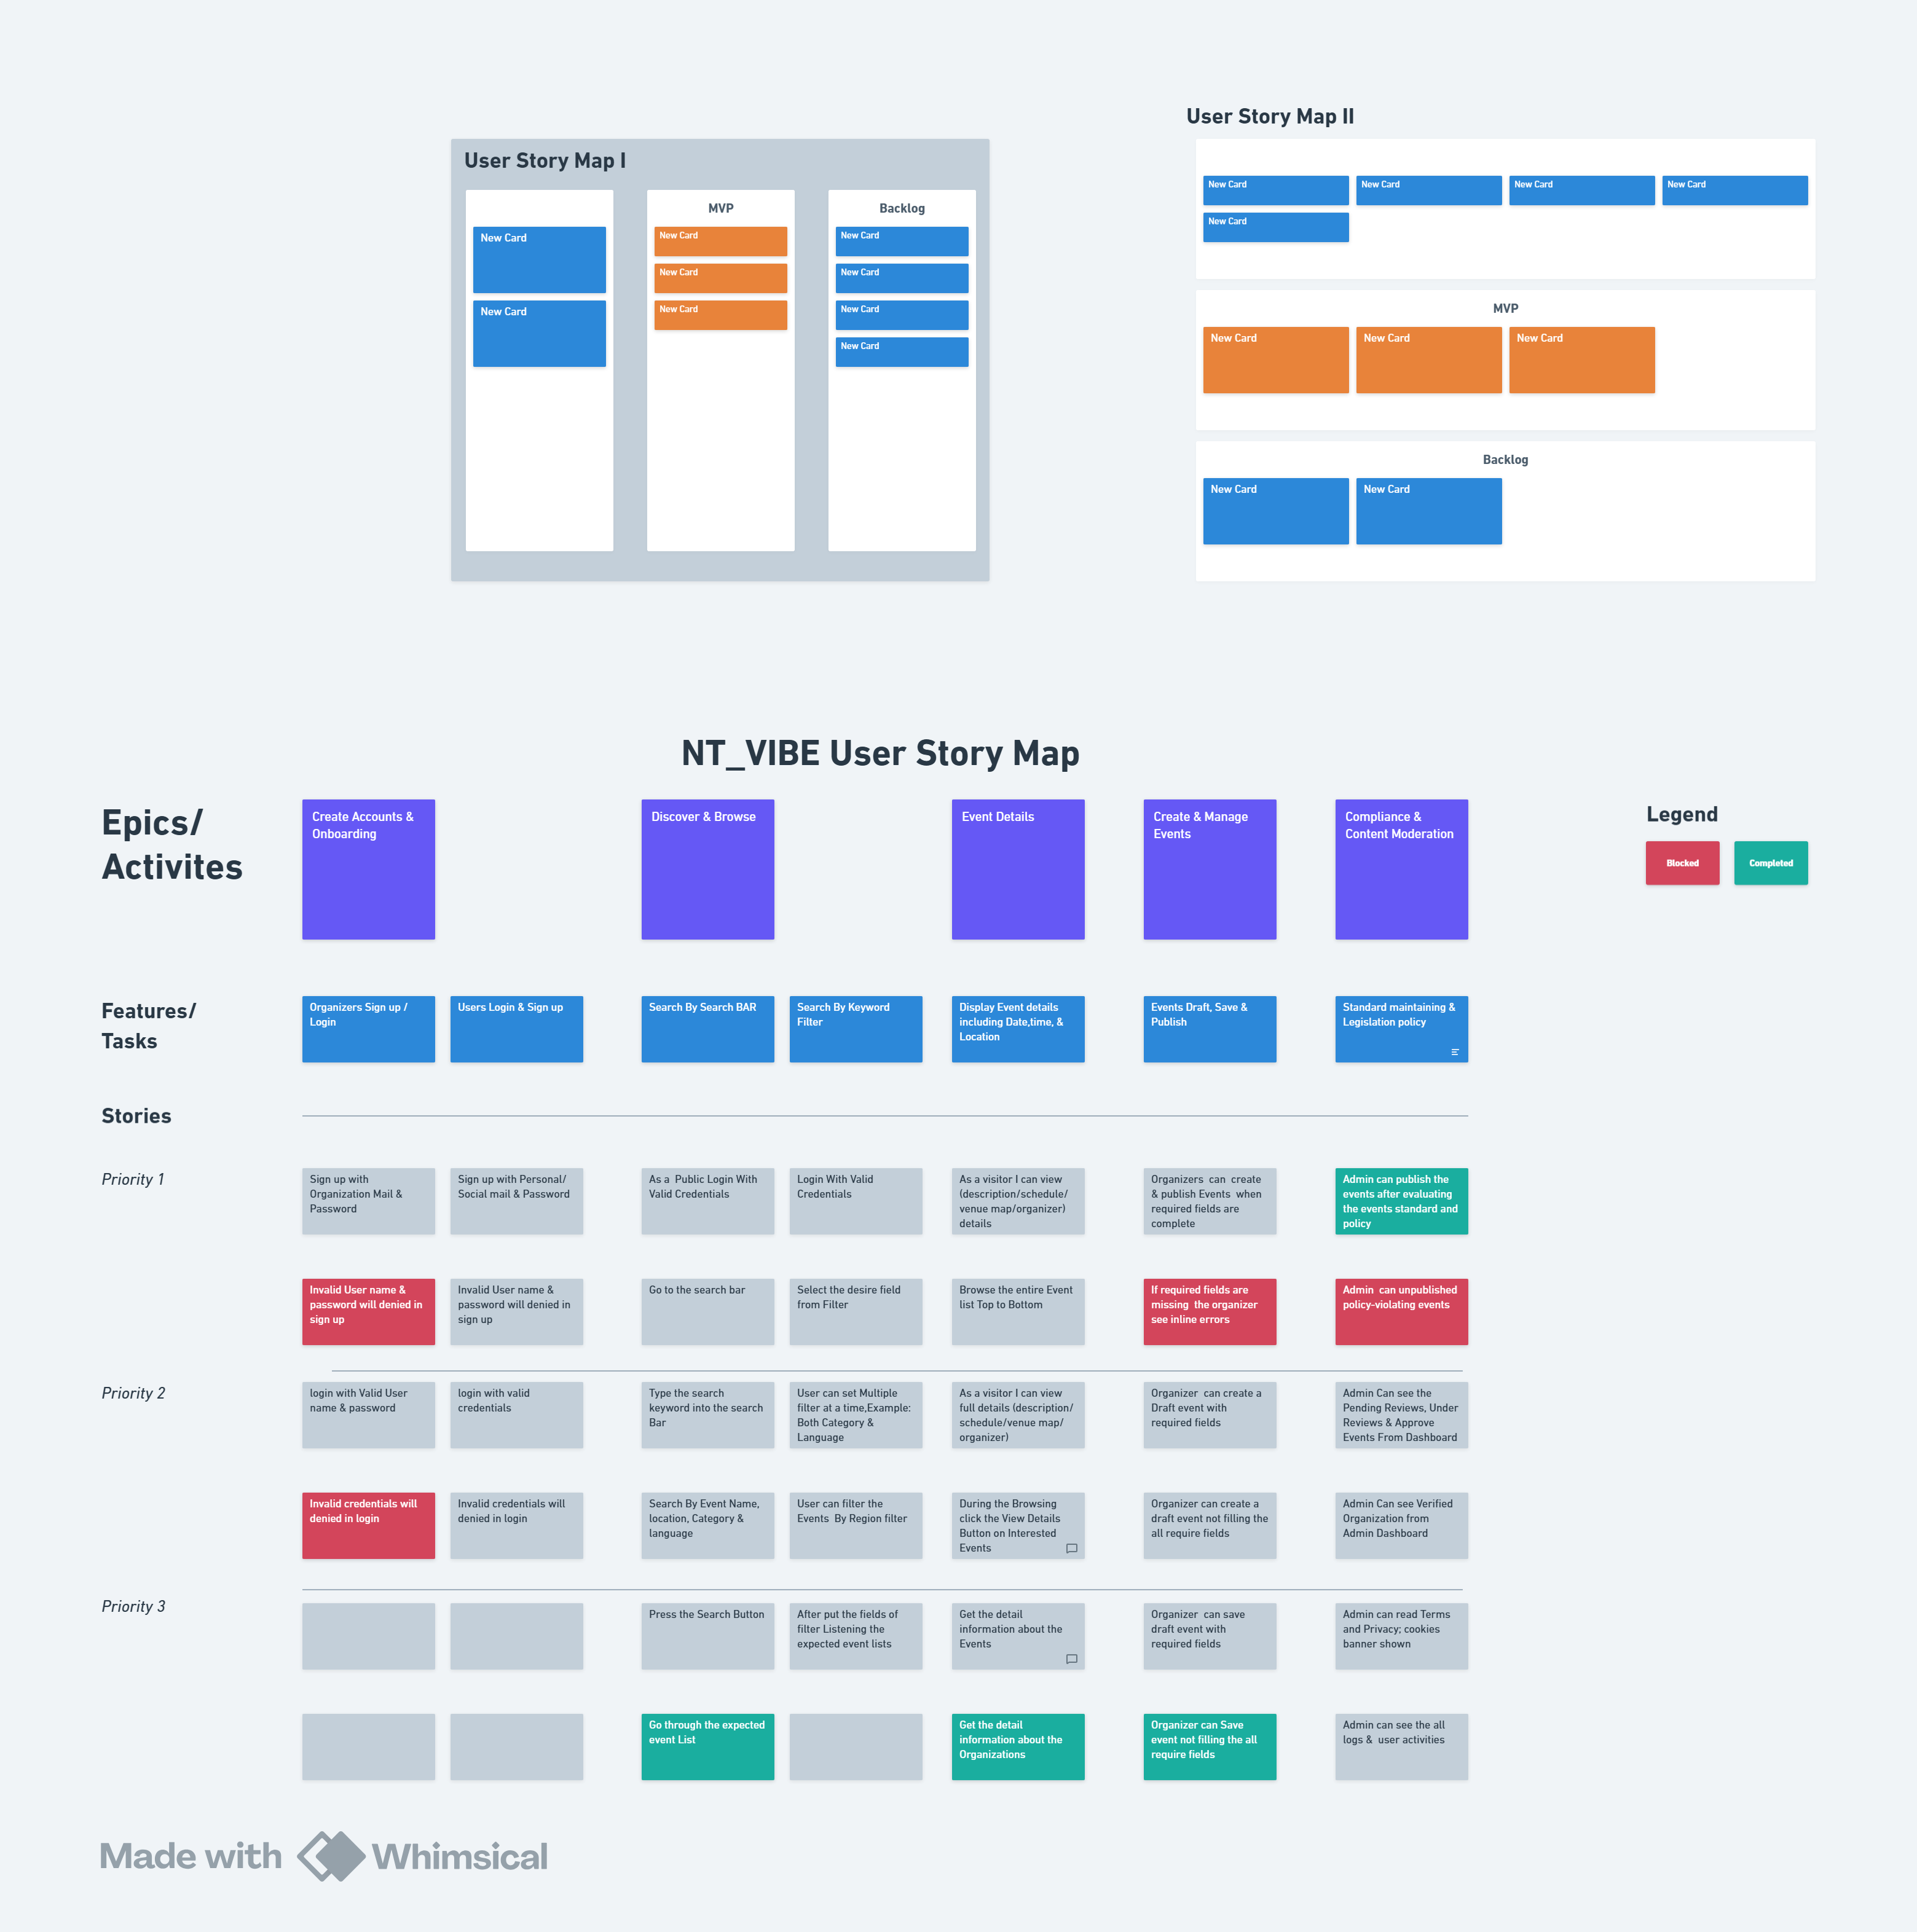 User Story Map I
New Card
New Card
MVP
New Card
New Card
New Card
Backlog
New Card
New Card
New Card
New Card
User Story Map II
New Card
New Card
New Card
New Card
New Card
MVP
New Card
New Card
New Card
Backlog
New Card
New Card
NT_VIBE User Story Map
Epics/
Activites
Create Accounts &
Onboarding
Discover & Browse
Event Details
Create & Manage
Events
Compliance &
Content Moderation
Legend
Blocked
Completed
Features/
Tasks
Organizers Sign up /
Login
Users Login & Sign up
Search By Search BAR
Search By Keyword
Filter
Display Event details
including Date,time, &
Location
Events Draft, Save &
Publish
Standard maintaining &
Legislation policy
Stories
Priority 1
Sign up with
Organization Mail &
Password
Sign up with Personal/
Social mail & Password
As a  Public Login With
Valid Credentials
Login With Valid
Credentials
As a visitor I can view
(description/schedule/
venue map/organizer)
details
Organizers  can  create
& publish Events  when
required fields are
complete
Admin can publish the
events after evaluating
the events standard and
policy
Invalid User name &
password will denied in
sign up
Invalid User name &
password will denied in
sign up
Go to the search bar
Select the desire field
from Filter
Browse the entire Event
list Top to Bottom
If required fields are
missing  the organizer
see inline errors
Admin  can unpublished
policy-violating events
Priority 2
login with Valid User
name & password
login with valid
credentials
Type the search
keyword into the search
Bar
User can set Multiple
filter at a time,Example:
Both Category &
Language
As a visitor I can view
full details (description/
schedule/venue map/
organizer)
Organizer  can create a
Draft event with
required fields
Admin Can see the
Pending Reviews, Under
Reviews & Approve
Events From Dashboard
Invalid credentials will
denied in login
Invalid credentials will
denied in login
Search By Event Name,
location, Category &
language
User can filter the
Events  By Region filter
During the Browsing
click the View Details
Button on Interested
Events
Organizer can create a
draft event not filling the
all require fields
Admin Can see Verified
Organization from
Admin Dashboard
Priority 3
Press the Search Button
After put the fields of
filter Listening the
expected event lists
Get the detail
information about the
Events
Organizer  can save
draft event with
required fields
Admin can read Terms
and Privacy; cookies
banner shown
Go through the expected
event List
Get the detail
information about the
Organizations
Organizer can Save
event not filling the all
require fields
Admin can see the all
logs &  user activities
Made with Whimsical